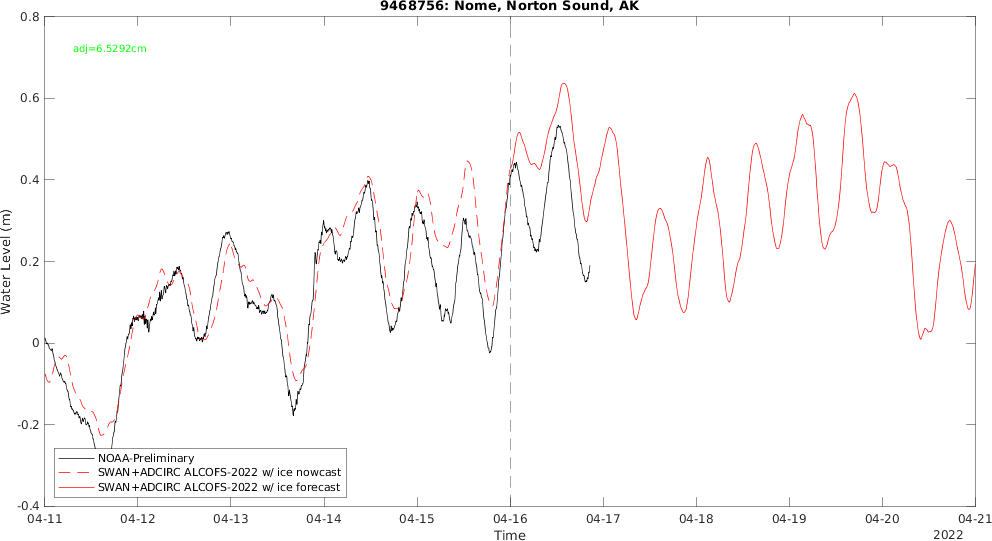 9468756: Nome, Norton Sound, AK
adj=6.5292cm
0.8
0.6
0.4
0.2
0
-0.2
-0.4
Water Level (m)
NOAA-Preliminary
SWAN+ADCIRC ALCOFS-2022 w/ ice nowcast
SWAN+ADCIRC ALCOFS-2022 w/ ice forecast
04-11 04-12 04-13 04-14 04-15 04-16 04-17 04-18 04-19 04-20 04-21
Time
2022